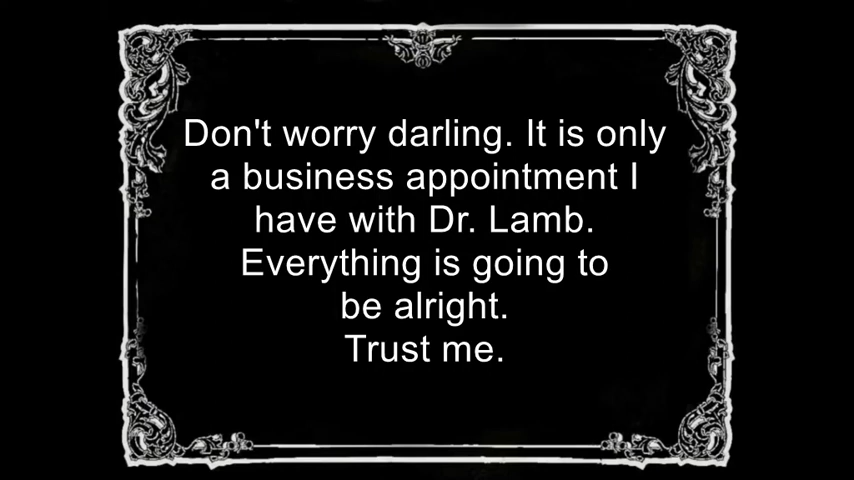 Don't worry darling. It is only
a business appointment I
have with Dr. Lamb.
Everything is going to
be alright.
Trust me.